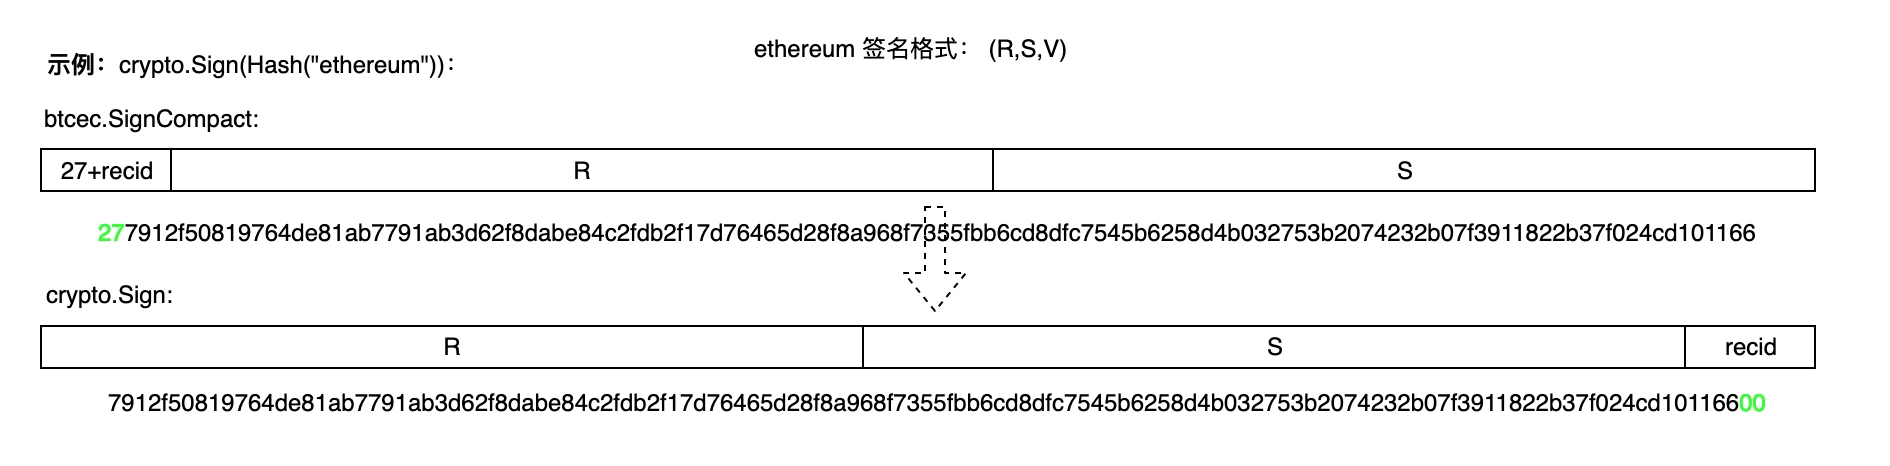 ethereum 签名格式： (R,S,V)
示例：crypto.Sign(Hash("ethereum")):
btcec.SignCompact:
27+recid R S
277912f50819764de81ab7791ab3d62f8dabe84c2fdb2f17d76465d28f8a968f7355fbb6cd8dfc7545b6258d4b032753b2074232b07f3911822b37f024cd101166
crypto.Sign:
R S recid
7912f50819764de81ab7791ab3d62f8dabe84c2fdb2f17d76465d28f8a968f7355fbb6cd8dfc7545b6258d4b032753b2074232b07f3911822b37f024cd10116600